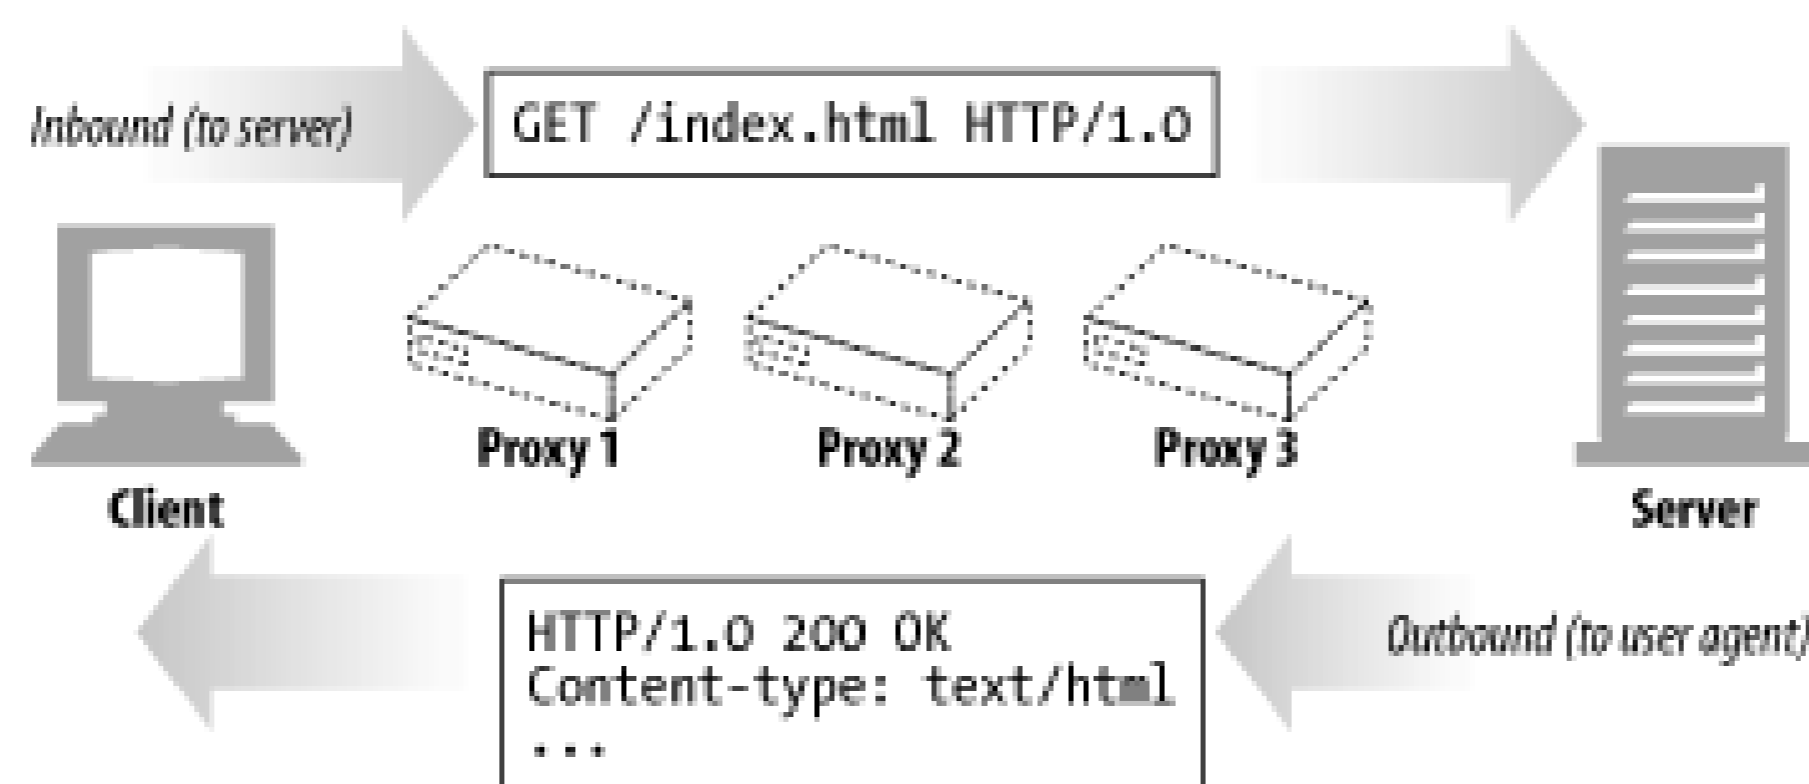 Inbound (to server)
GET /index.html HTTP/1.0
Proxy 1
Proxy 2
Proxy 3
Client
Server
HTTP/1.0 200 OK
Content-type: text/html
...
Outbound (to user agent)